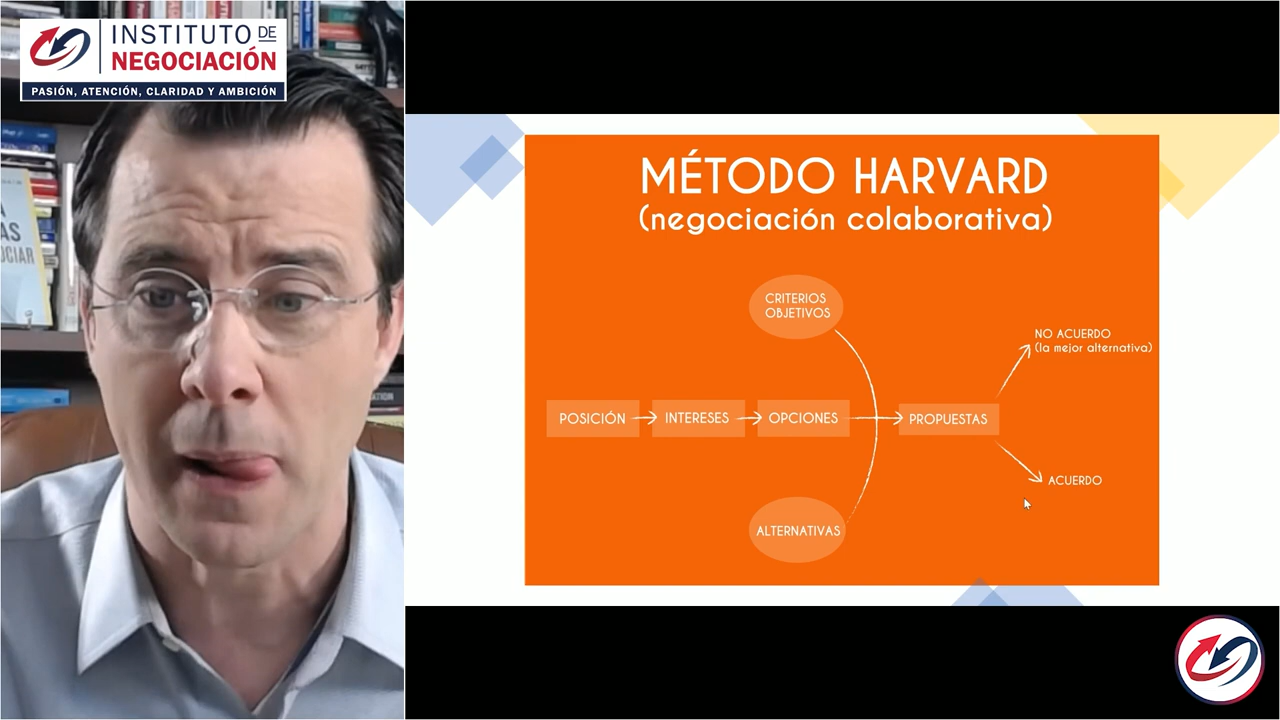 INSTITUTO DE
NEGOCIACIÓN
PASIÓN, ATENCIÓN, CLARIDAD Y AMBICIÓN
MÉTODO HARVARD
(negociación colaborativa)
CRITERIOS
OBJETIVOS
NO ACUERDO
(la mejor alternativa)
POSICIÓN
INTERESES
OPCIONES
PROPUESTAS
ACUERDO
ALTERNATIVAS